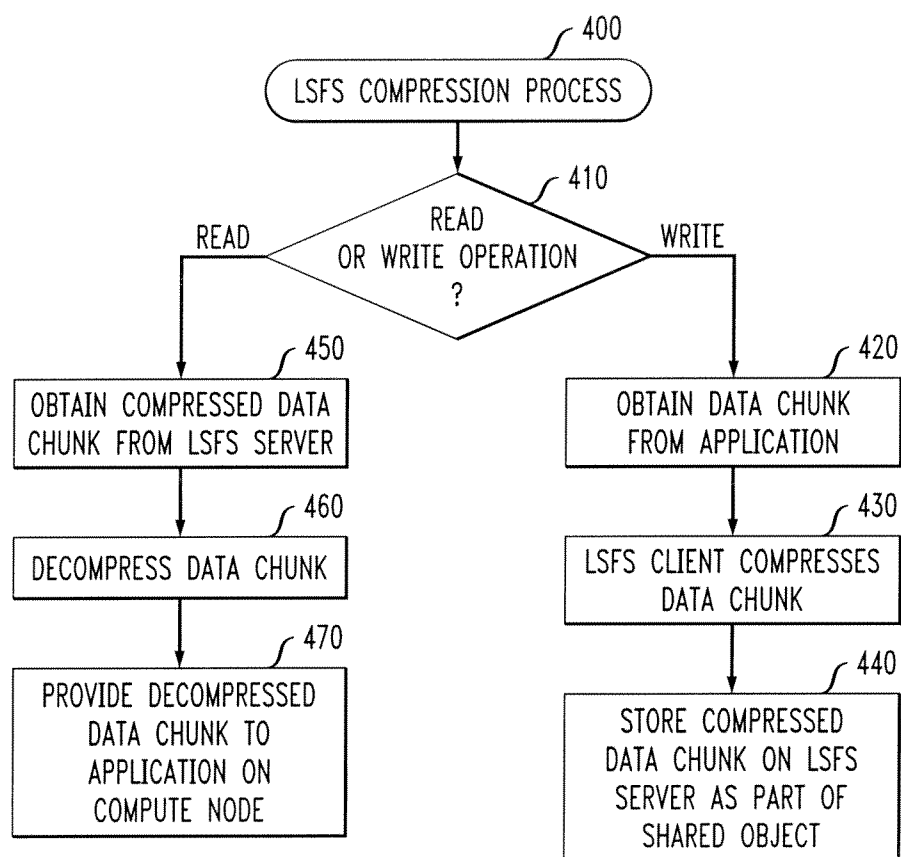 400
LSFS COMPRESSION PROCESS
410
READ
OR WRITE OPERATION
?
READ
WRITE
450
OBTAIN COMPRESSED DATA
CHUNK FROM LSFS SERVER
460
DECOMPRESS DATA CHUNK
470
PROVIDE DECOMPRESSED
DATA CHUNK TO
APPLICATION ON
COMPUTE NODE
420
OBTAIN DATA CHUNK
FROM APPLICATION
430
LSFS CLIENT COMPRESSES
DATA CHUNK
440
STORE COMPRESSED
DATA CHUNK ON LSFS
SERVER AS PART OF
SHARED OBJECT